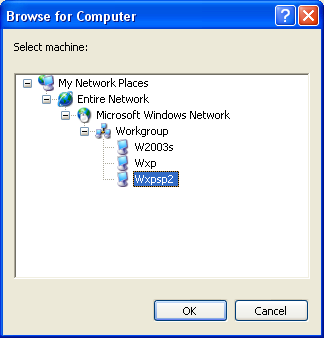 Browse for Computer
Select machine:
My Network Places
Entire Network
Microsoft Windows Network
Workgroup
W2003s
Wxp
Wxpsp2
OK Cancel